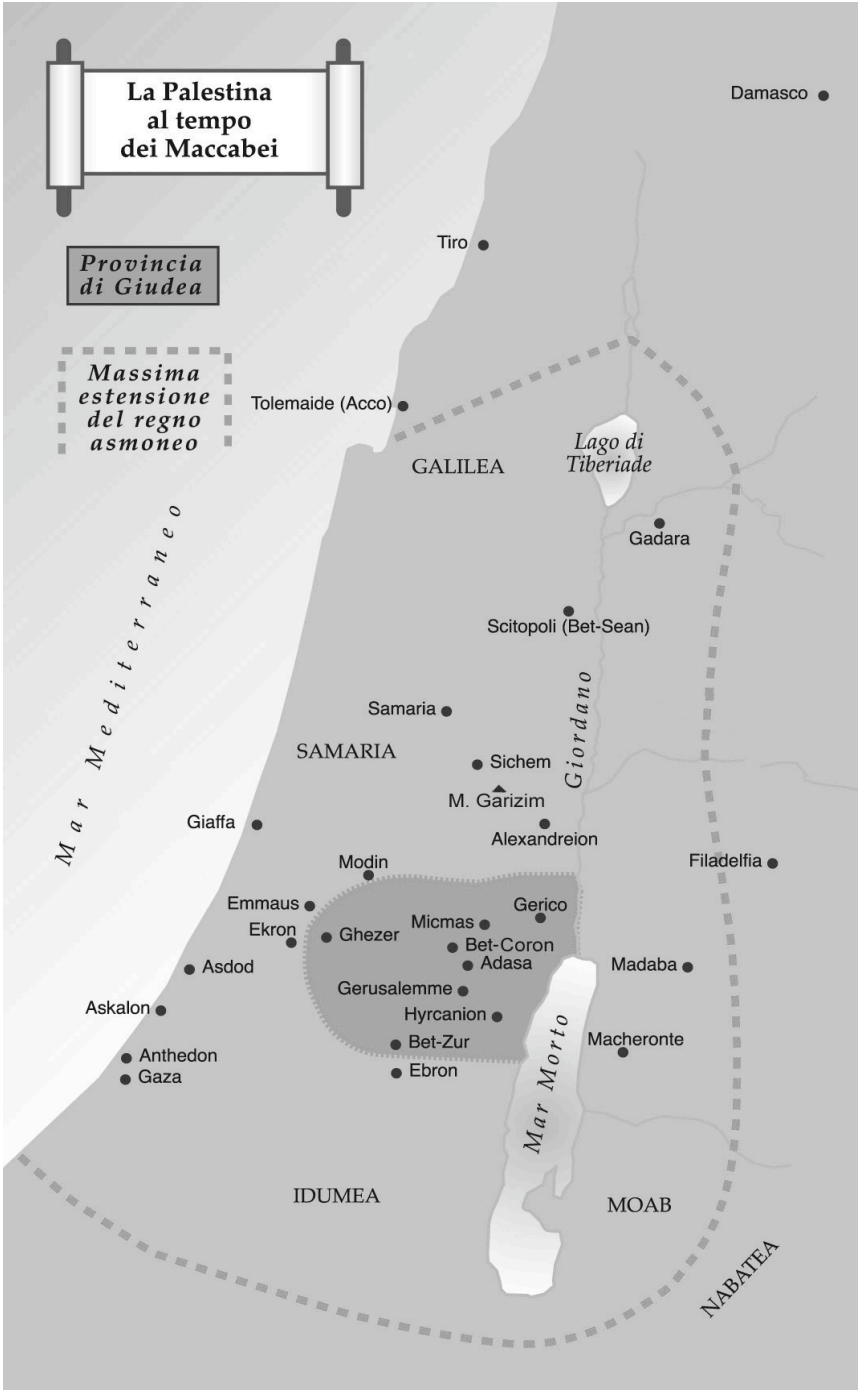 La Palestina
al tempo
dei Maccabei
Damasco
Tiro
Provincia
di Giudea
Massima
estensione
del regno
asmoneo
Tolemaide (Acco)
GALILEA
Lago di
Tiberiade
Gadara
Mar Mediterraneo
Scitopoli (Bet-Sean)
Giordano
Samaria
SAMARIA
Sichem
M. Garizim
Giaffa
Alexandreion
Modin
Filadelfia
Emmaus
Gerico
Micmas
Ekron
Ghezer
Bet-Coron
Adasa
Asdod
Madaba
Gerusalemme
Askalon
Hyrcanion
Mar Morto
Macheronte
Bet-Zur
Anthedon
Ebron
Gaza
IDUMEA
MOAB
NABATEA